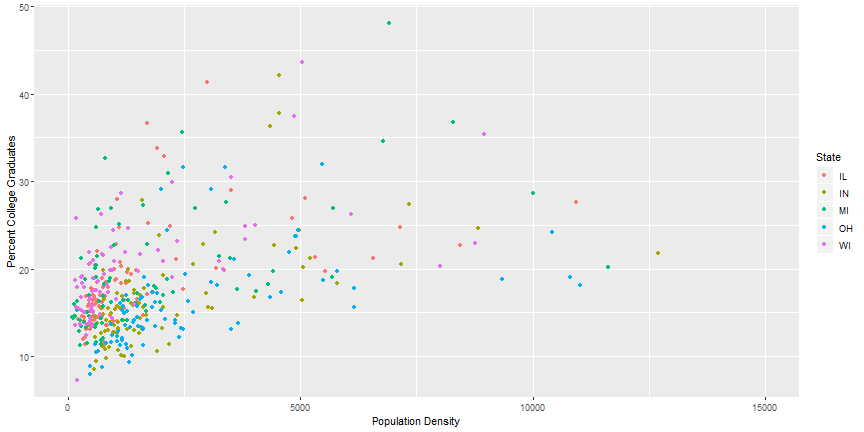 50
40
30
20
10
Percent College Graduates
0
5000
10000
15000
Population Density
State
IL
IN
MI
OH
WI